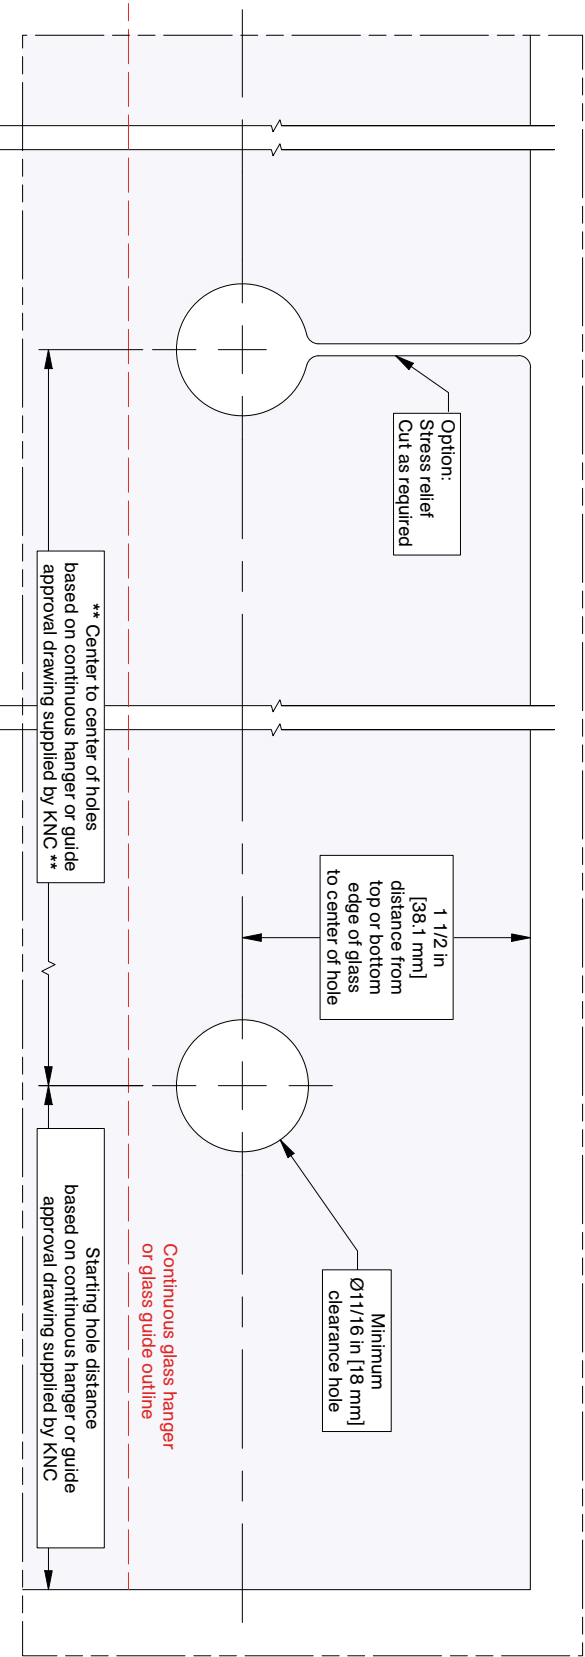 Option:
Stress relief
Cut as required
1 1/2 in
[38.1 mm]
distance from
top or bottom
edge of glass
to center of hole
Minimum
Ø11/16 in [18 mm]
clearance hole
Continuous glass hanger
or glass guide outline
** Center to center of holes
based on continuous hanger or guide
approval drawing supplied by KNC **
Starting hole distance
based on continuous hanger or guide
approval drawing supplied by KNC